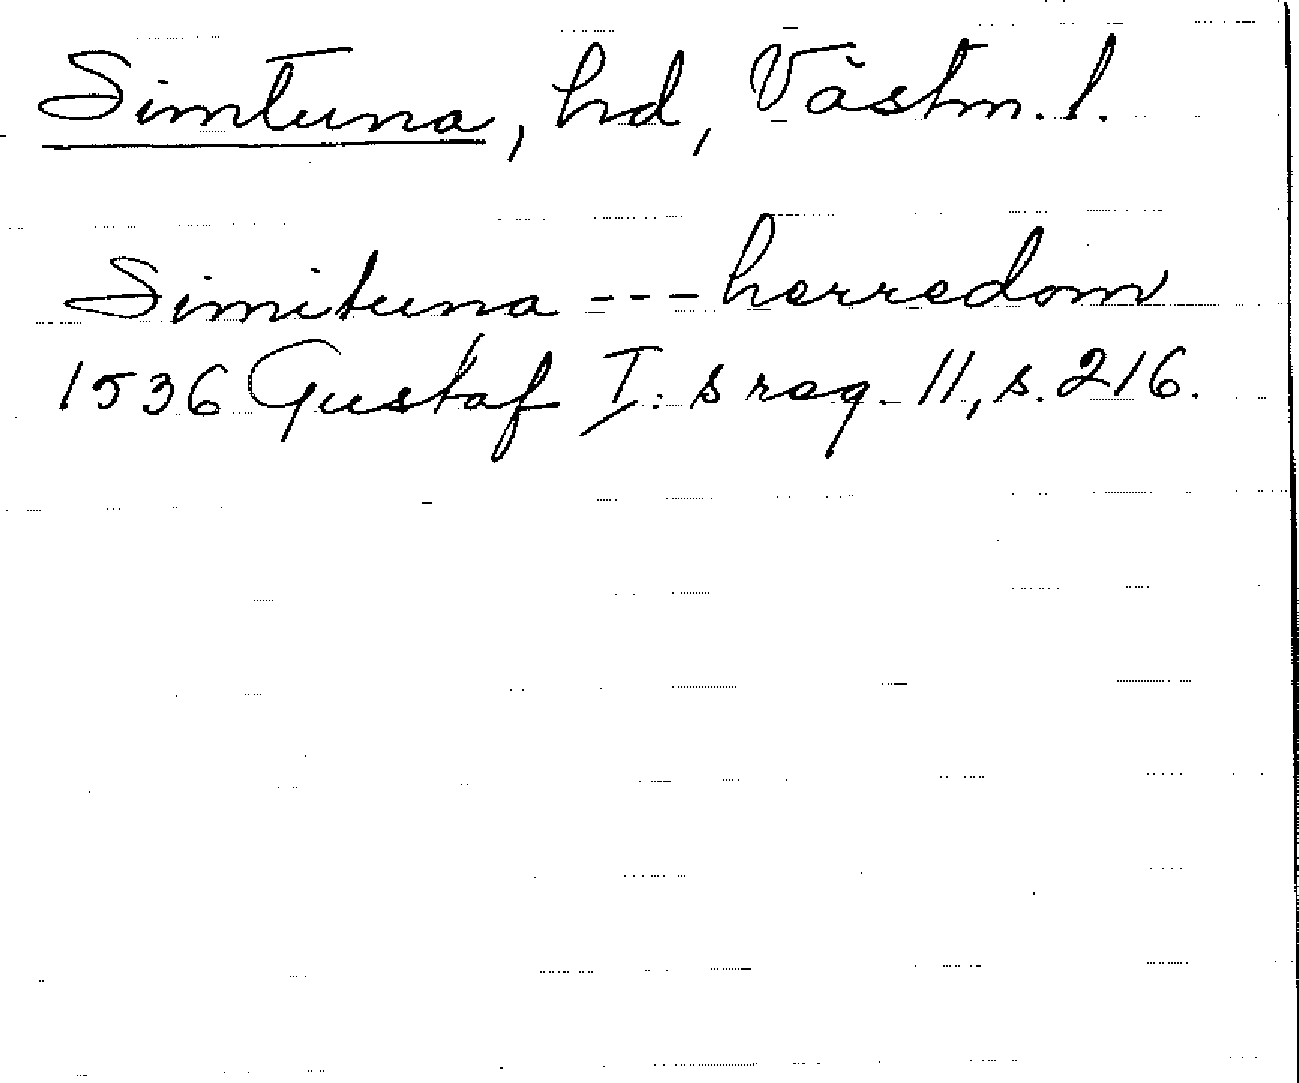 Simtuna, hd, Västm. l.
Simituna --- herredom
1536 Gustaf I: s reg. 11, s. 216.